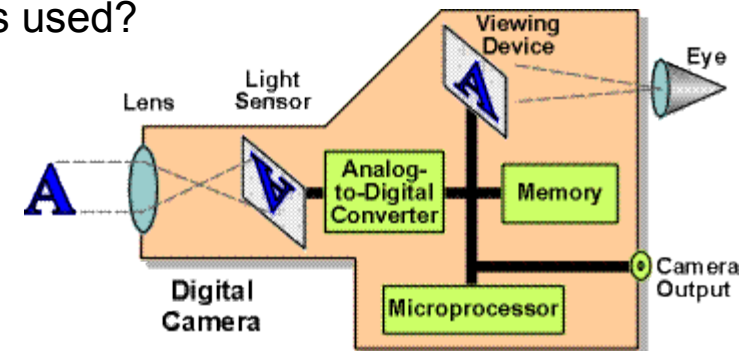 s used?
Viewing
Device
Eye
Light
Sensor
Lens
A
A
A
Analog-
to-Digital
Converter
Memory
Camera
Output
Digital
Camera
Microprocessor